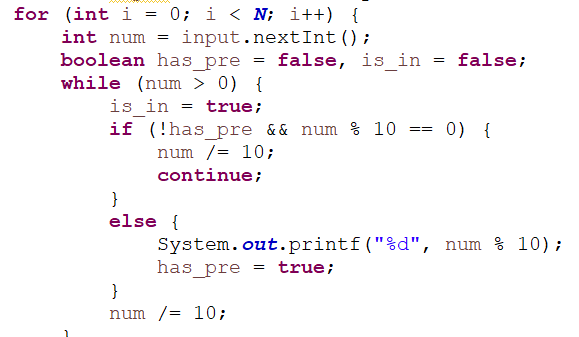 for (int i = 0; i < N; i++) {
    int num = input.nextInt();
    boolean has_pre = false, is_in = false;
    while (num > 0) {
        is_in = true;
        if (!has_pre && num % 10 == 0) {
            num /= 10;
            continue;
        }
        else {
            System.out.printf("%d", num % 10);
            has_pre = true;
        }
        num /= 10;
    }